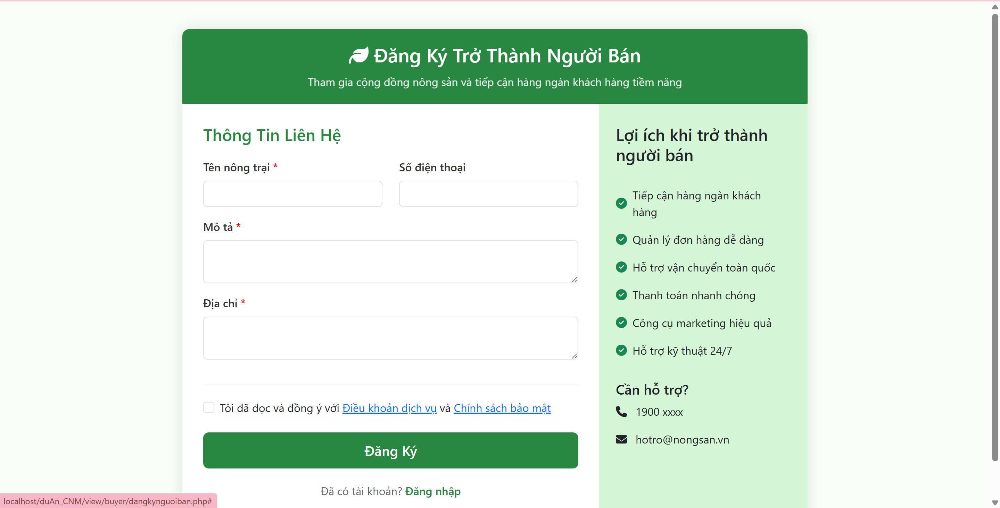 Đăng Ký Trở Thành Người Bán
Tham gia cộng đồng nông sản và tiếp cận hàng ngàn khách hàng tiềm năng
Thông Tin Liên Hệ
Tên nông trại *
Số điện thoại
Mô tả *
Địa chỉ *
Tôi đã đọc và đồng ý với Điều khoản dịch vụ và Chính sách bảo mật
Đăng Ký
Đã có tài khoản? Đăng nhập
Lợi ích khi trở thành
người bán
Tiếp cận hàng ngàn khách
hàng
Quản lý đơn hàng dễ dàng
Hỗ trợ vận chuyển toàn quốc
Thanh toán nhanh chóng
Công cụ marketing hiệu quả
Hỗ trợ kỹ thuật 24/7
Cần hỗ trợ?
1900 xxxx
hotro@nongsan.vn
localhost/duAn_CNM/view/buyer/dangkynguoiban.php#